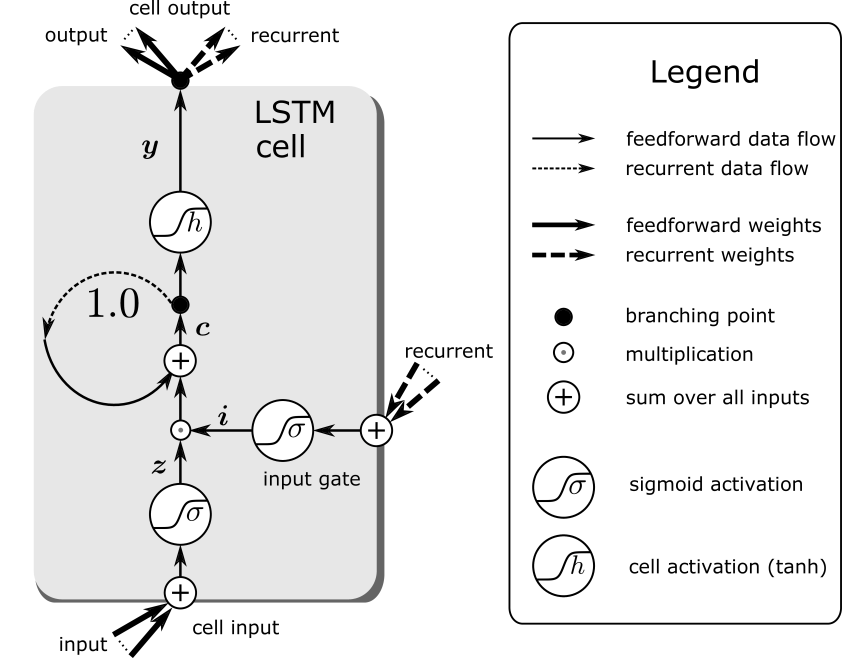 cell output
output
recurrent
LSTM
cell
y
h
1.0
c
+
recurrent
i
σ
+
input gate
z
σ
+
cell input
input
Legend
feedforward data flow
recurrent data flow
feedforward weights
recurrent weights
branching point
multiplication
+
sum over all inputs
σ
sigmoid activation
h
cell activation (tanh)